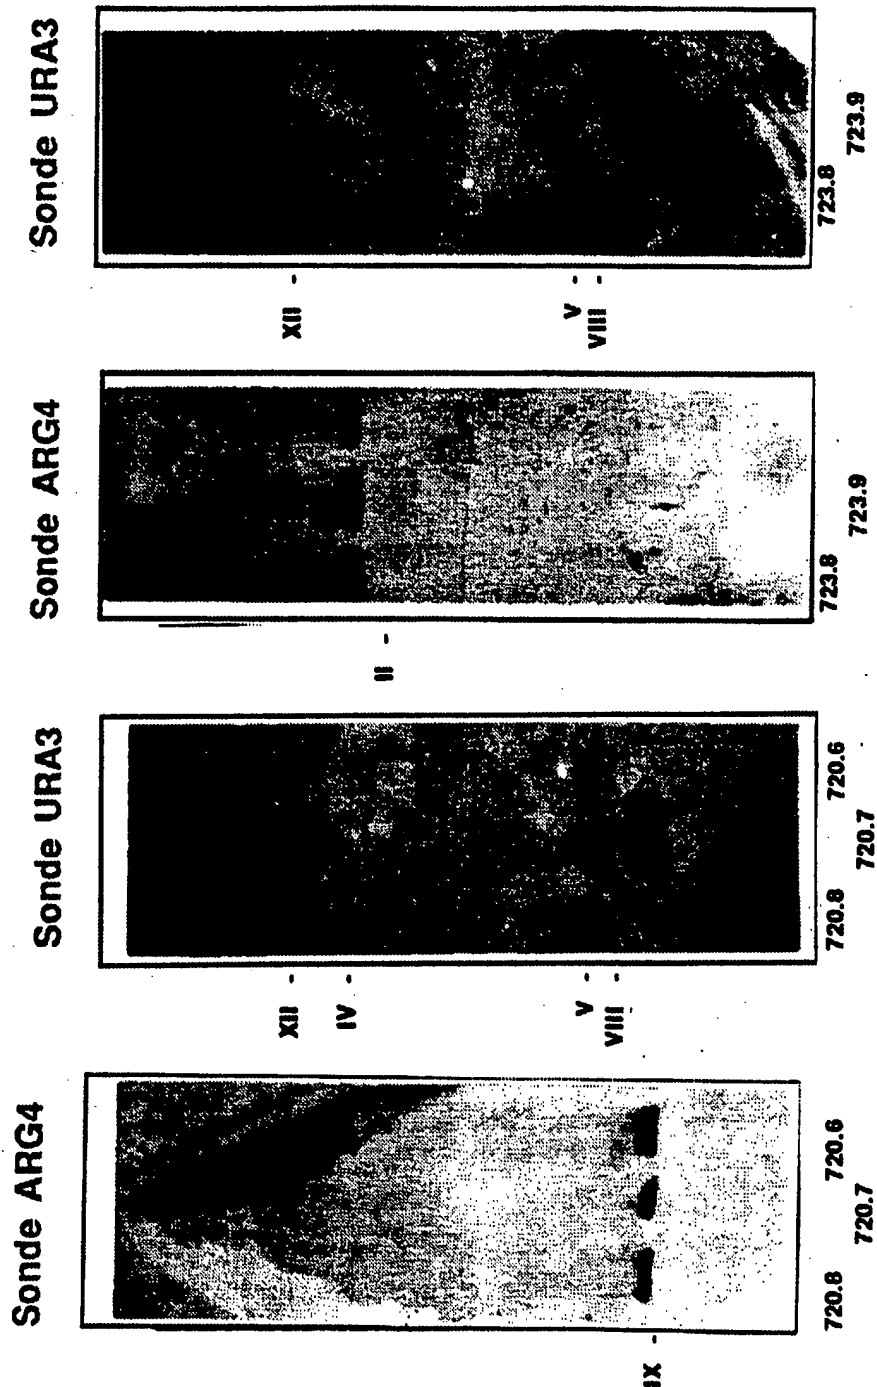 Sonde ARG4
IX
720.8
720.7
720.6
Sonde URA3
XII
IV
V
VIII
720.8
720.7
720.6
Sonde ARG4
II
723.8
723.9
Sonde URA3
XII
V
VIII
723.8
723.9